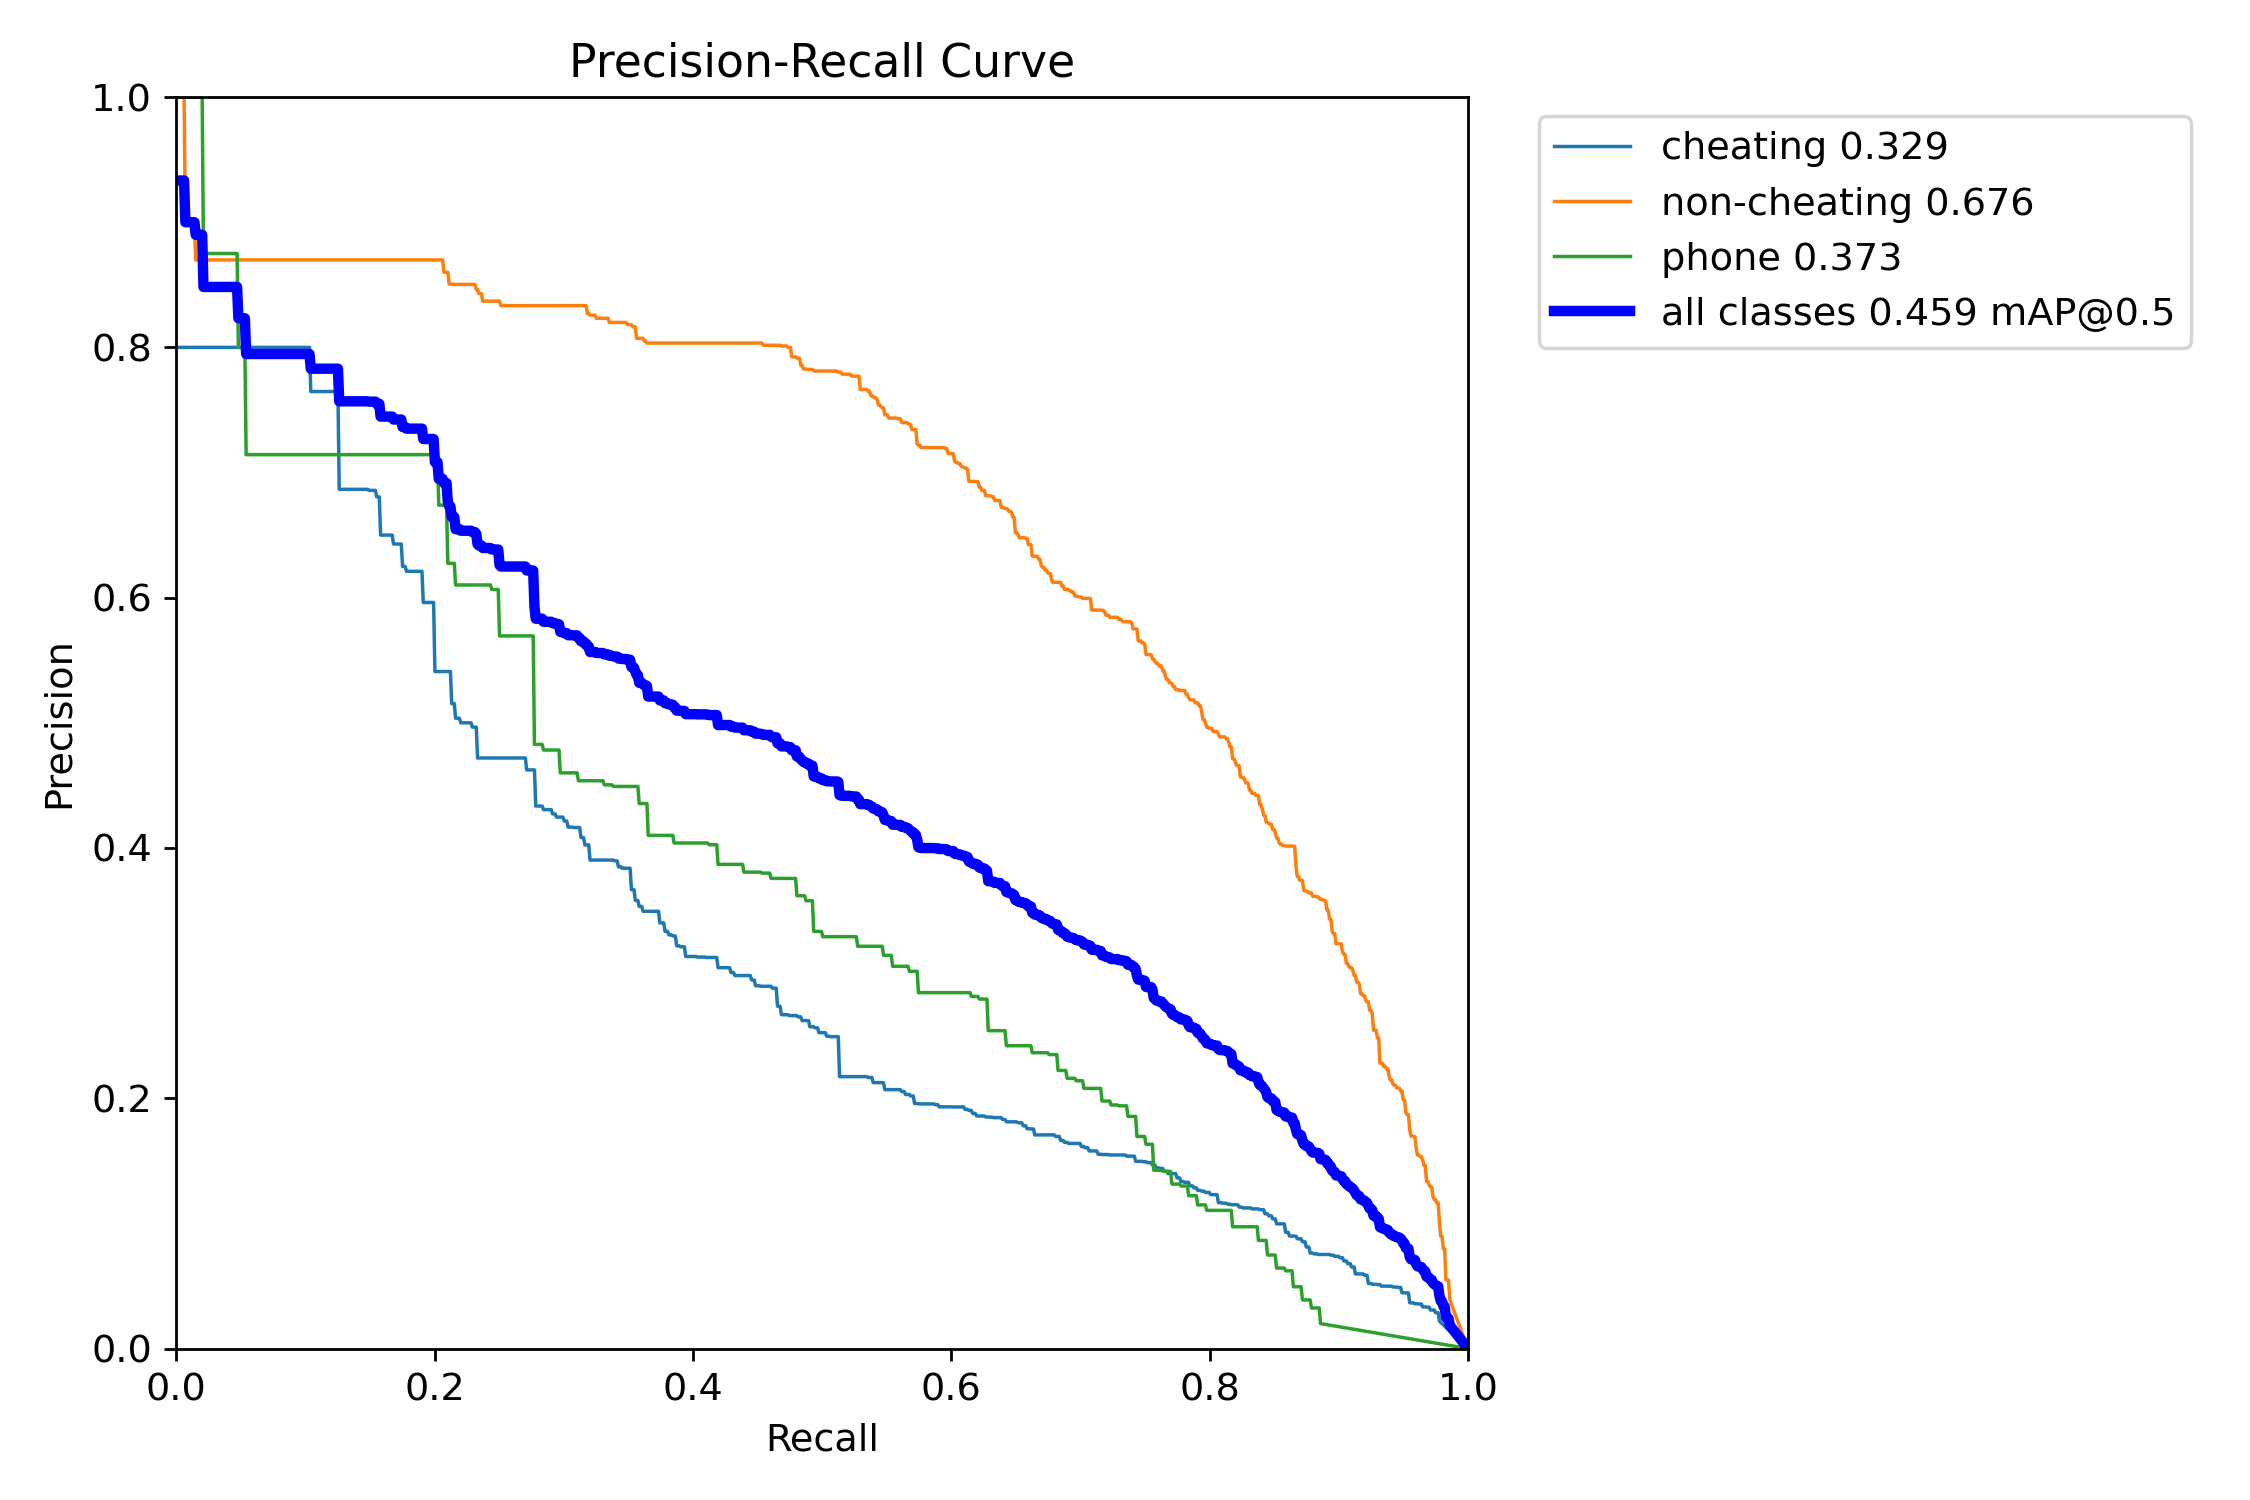 Precision-Recall Curve
1.0
0.8
0.6
0.4
0.2
0.0
Precision
0.0 0.2 0.4 0.6 0.8 1.0
Recall
cheating 0.329
non-cheating 0.676
phone 0.373
all classes 0.459 mAP@0.5